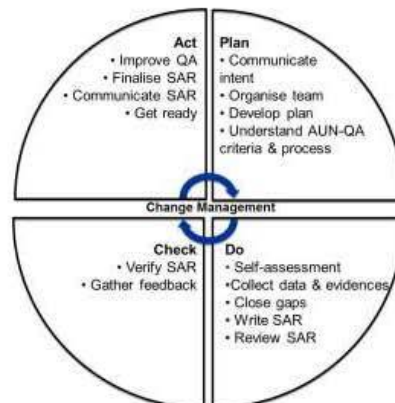 Act
• Improve QA
• Finalise SAR
• Communicate SAR
• Get ready
Plan
• Communicate
intent
• Organise team
• Develop plan
• Understand AUN-QA
criteria & process
Change Management
Check
• Verify SAR
• Gather feedback
Do
• Self-assessment
•Collect data & evidences
• Close gaps
• Write SAR
• Review SAR